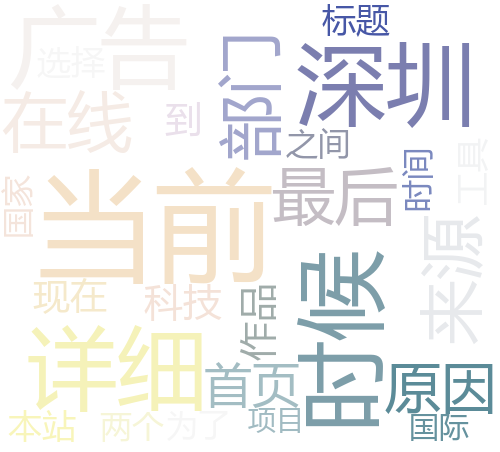 标题
广告
选择
部门
深圳
在线
到
之间
时间
工具
国家
当前
最后
来源
现在
科技
作品
时候
详细
首页
原因
本站
两个
为了
项目
国际